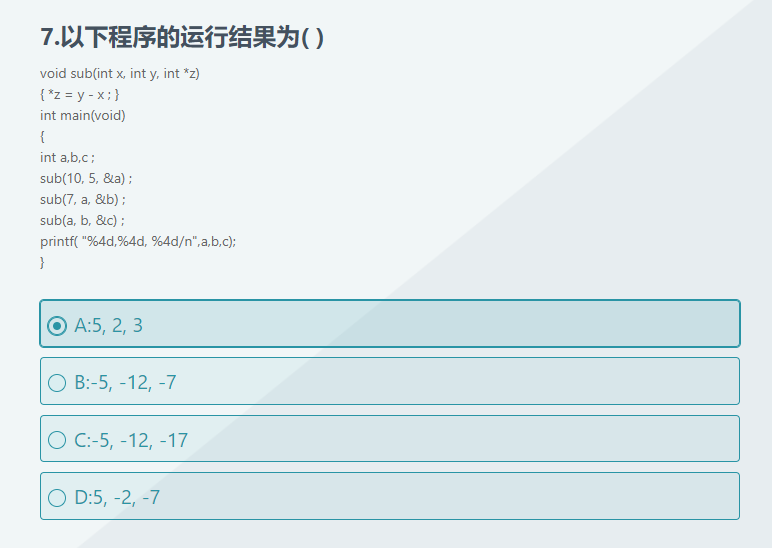 7.以下程序的运行结果为( )
void sub(int x, int y, int *z)
{ *z = y - x ; }
int main(void)
{
int a,b,c ;
sub(10, 5, &a) ;
sub(7, a, &b) ;
sub(a, b, &c) ;
printf( "%4d,%4d, %4d/n",a,b,c);
}
A:5, 2, 3
B:-5, -12, -7
C:-5, -12, -17
D:5, -2, -7